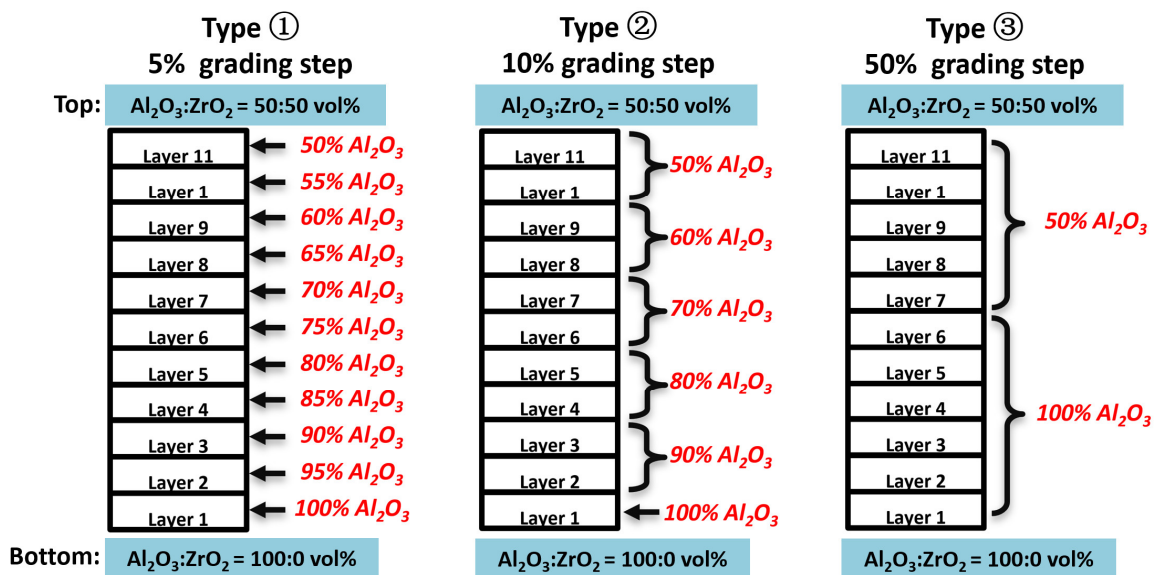 Type ①
5% grading step
Top: Al₂O₃:ZrO₂ = 50:50 vol%
Layer 11 50% Al₂O₃
Layer 1 55% Al₂O₃
Layer 9 60% Al₂O₃
Layer 8 65% Al₂O₃
Layer 7 70% Al₂O₃
Layer 6 75% Al₂O₃
Layer 5 80% Al₂O₃
Layer 4 85% Al₂O₃
Layer 3 90% Al₂O₃
Layer 2 95% Al₂O₃
Layer 1 100% Al₂O₃
Bottom: Al₂O₃:ZrO₂ = 100:0 vol%
Type ②
10% grading step
Al₂O₃:ZrO₂ = 50:50 vol%
Layer 11
Layer 1
50% Al₂O₃
Layer 9
Layer 8
60% Al₂O₃
Layer 7
Layer 6
70% Al₂O₃
Layer 5
Layer 4
80% Al₂O₃
Layer 3
Layer 2
90% Al₂O₃
Layer 1 100% Al₂O₃
Al₂O₃:ZrO₂ = 100:0 vol%
Type ③
50% grading step
Al₂O₃:ZrO₂ = 50:50 vol%
Layer 11
Layer 1
Layer 9
Layer 8
Layer 7
50% Al₂O₃
Layer 6
Layer 5
Layer 4
Layer 3
Layer 2
Layer 1
100% Al₂O₃
Al₂O₃:ZrO₂ = 100:0 vol%